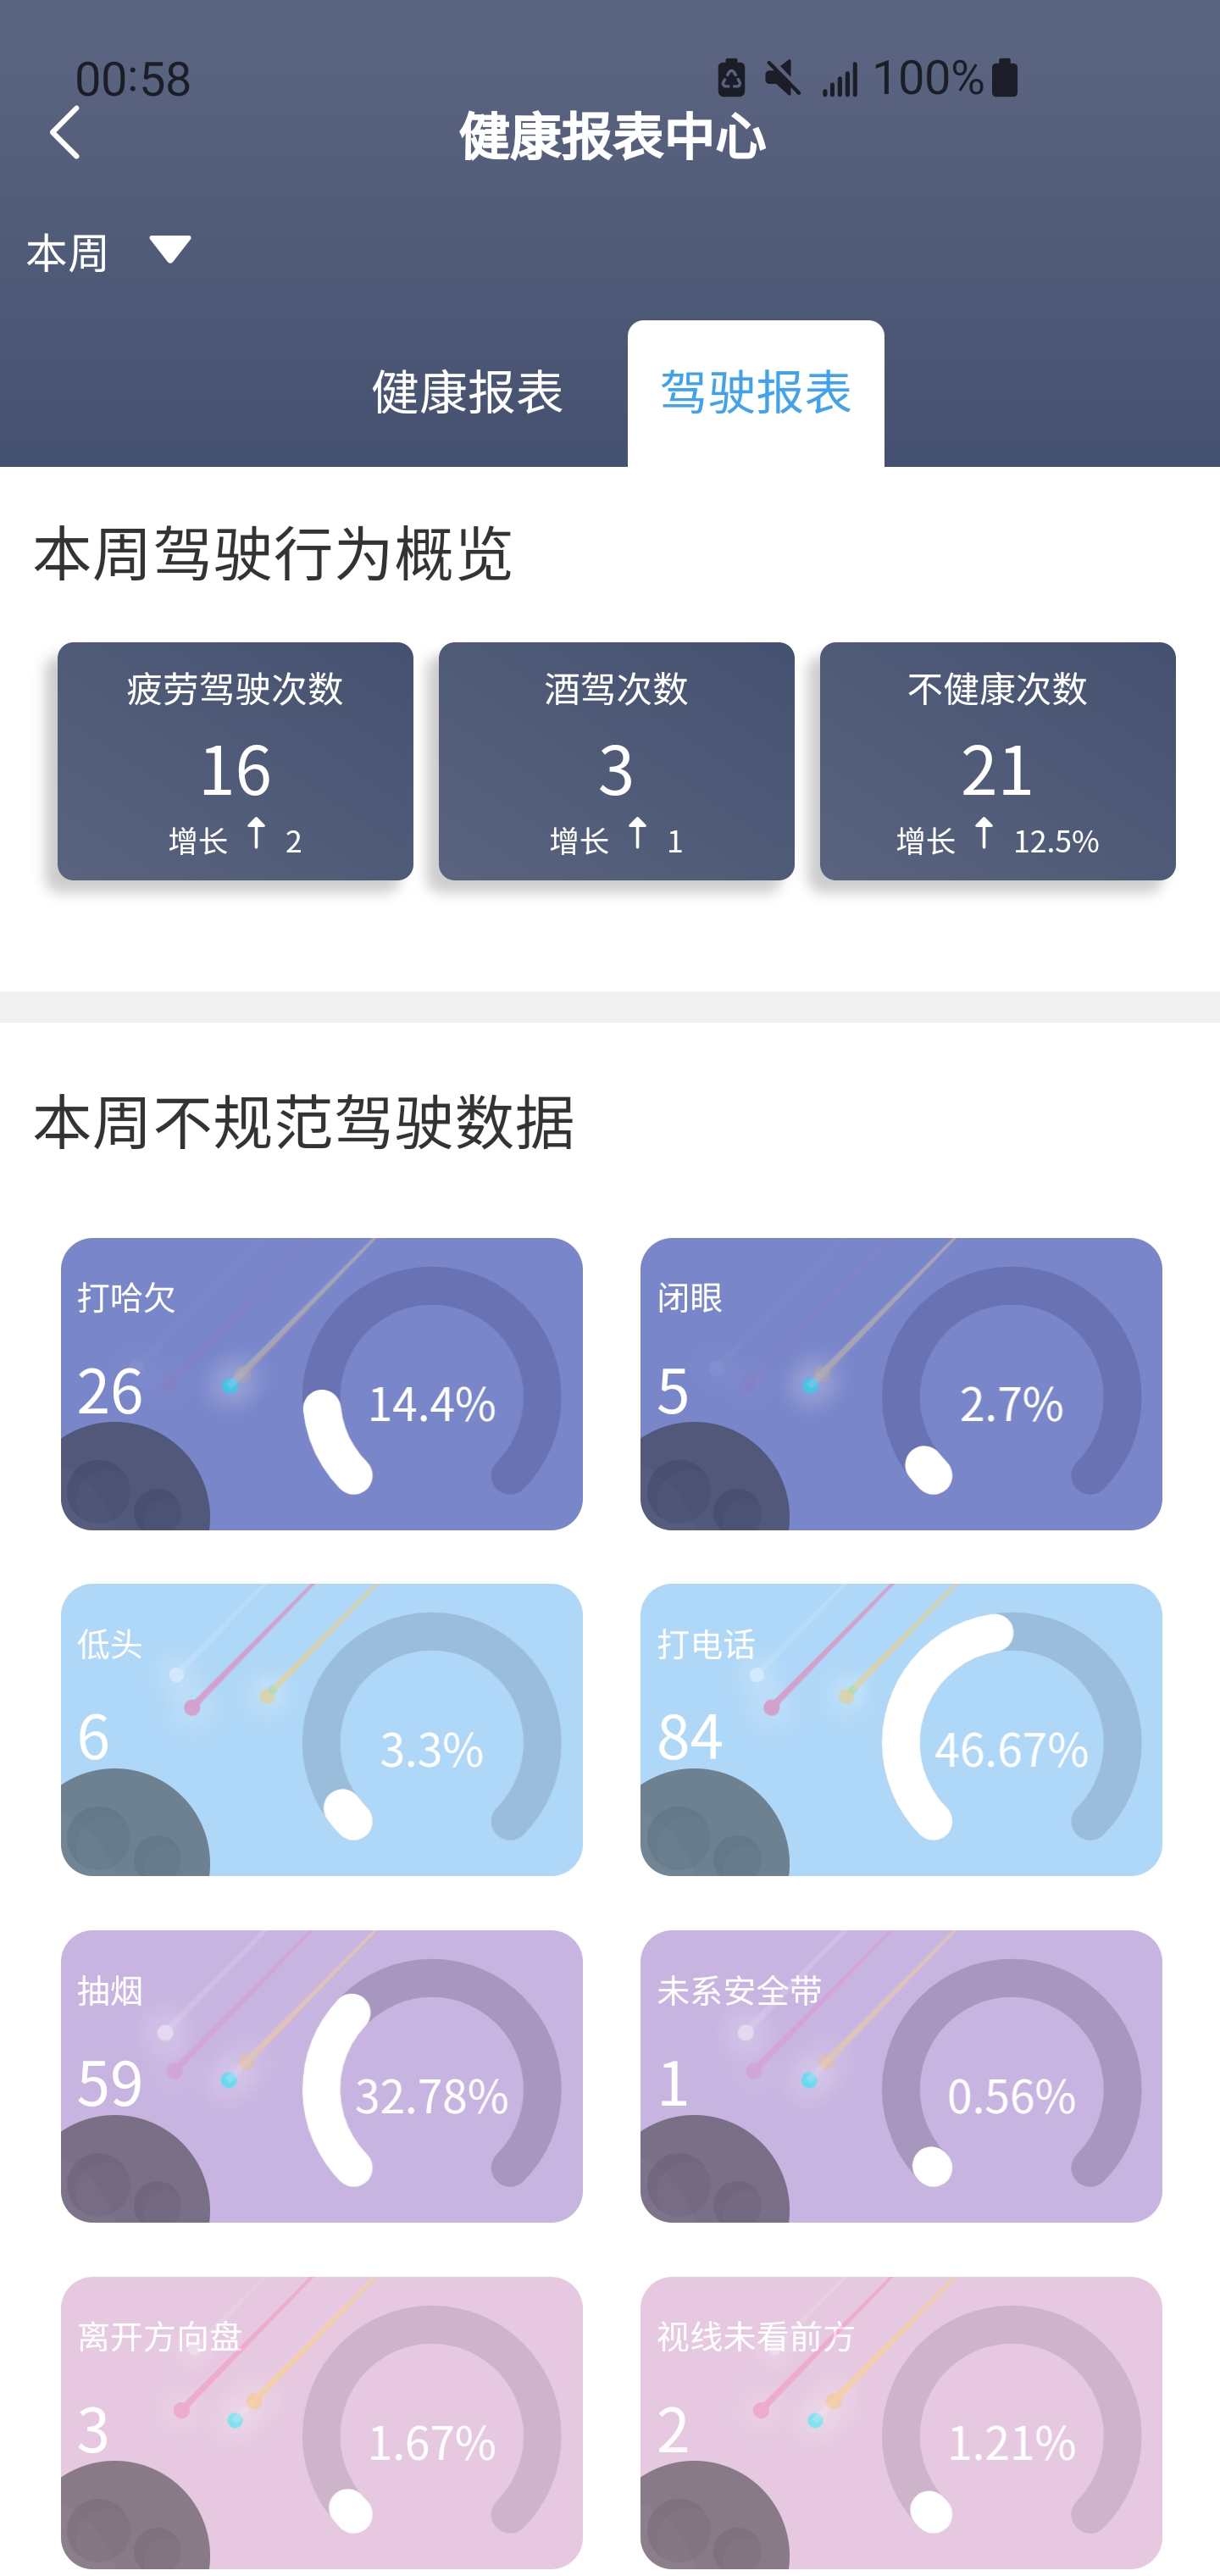 00:58 100%
健康报表中心
本周
健康报表 驾驶报表
本周驾驶行为概览
疲劳驾驶次数 酒驾次数 不健康次数
16 3 21
增长 ↑ 2 增长 ↑ 1 增长 ↑ 12.5%
本周不规范驾驶数据
打哈欠 闭眼
26 14.4% 5 2.7%
低头 打电话
6 3.3% 84 46.67%
抽烟 未系安全带
59 32.78% 1 0.56%
离开方向盘 视线未看前方
3 1.67% 2 1.21%